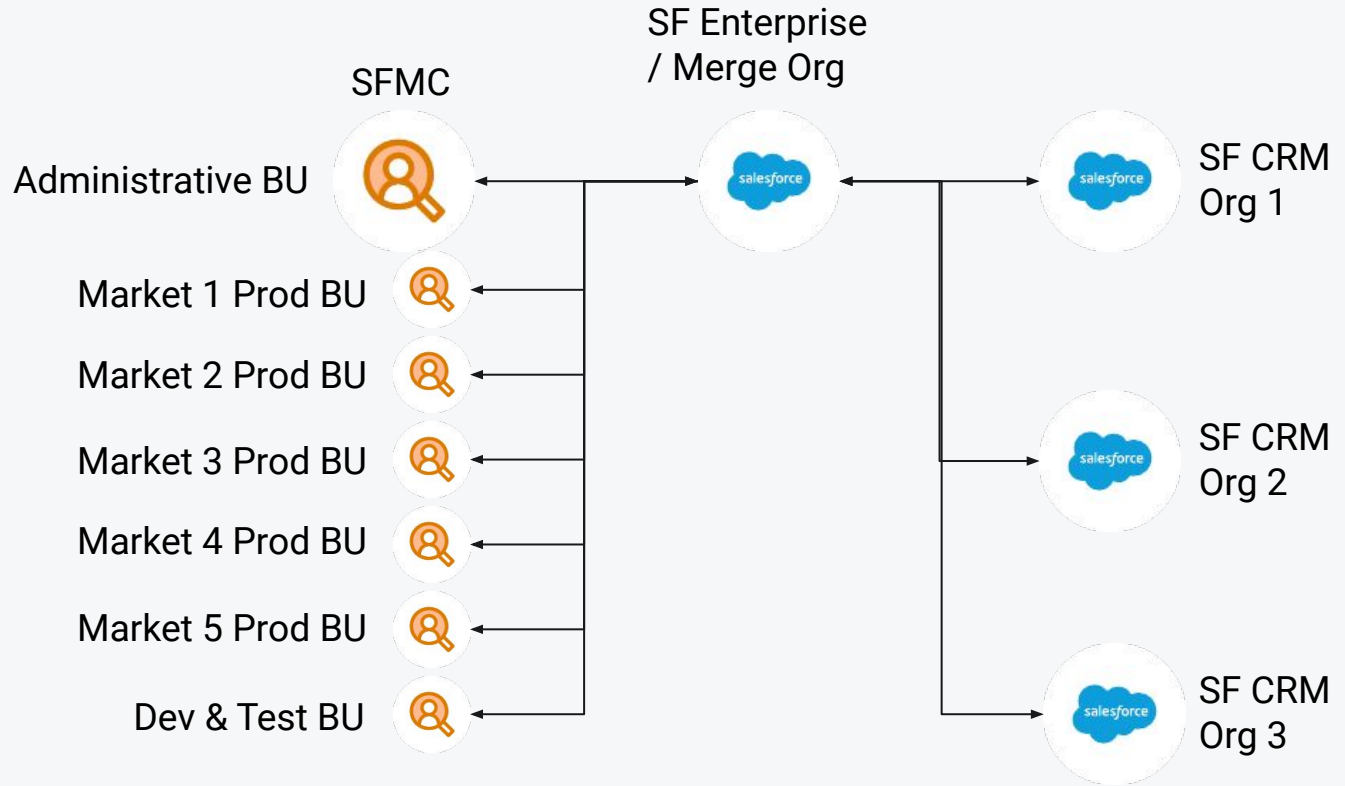 SF Enterprise
/ Merge Org
SFMC
Administrative BU
salesforce
salesforce
SF CRM
Org 1
Market 1 Prod BU
Market 2 Prod BU
Market 3 Prod BU
salesforce
SF CRM
Org 2
Market 4 Prod BU
Market 5 Prod BU
Dev & Test BU
salesforce
SF CRM
Org 3